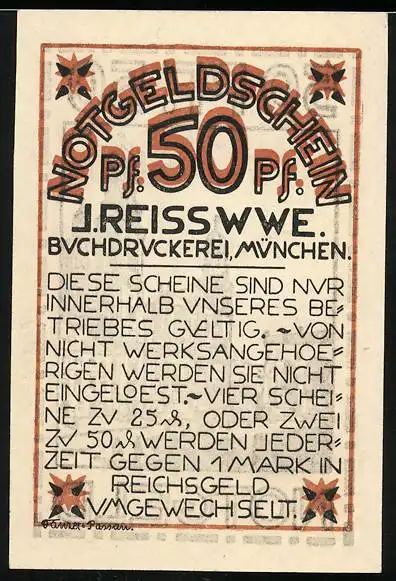 NOTGELDSCHEIN
Pf. 50 Pf.
J. REISS WWE.
BVCHDRVCKEREI, MÜNCHEN.
DIESE SCHEINE SIND NVR
INNERHALB VNSERES BE-
TRIEBES GVELTIG. ~ VON
NICHT WERKSANGEHOE-
RIGEN WERDEN SIE NICHT
EINGELOEST. ~ VIER SCHEI-
NE ZV 25 ₰, ODER ZWEI
ZV 50 ₰ WERDEN JEDER-
ZEIT GEGEN 1 MARK IN
REICHSGELD
VMGEWECHSELT.
Passau.